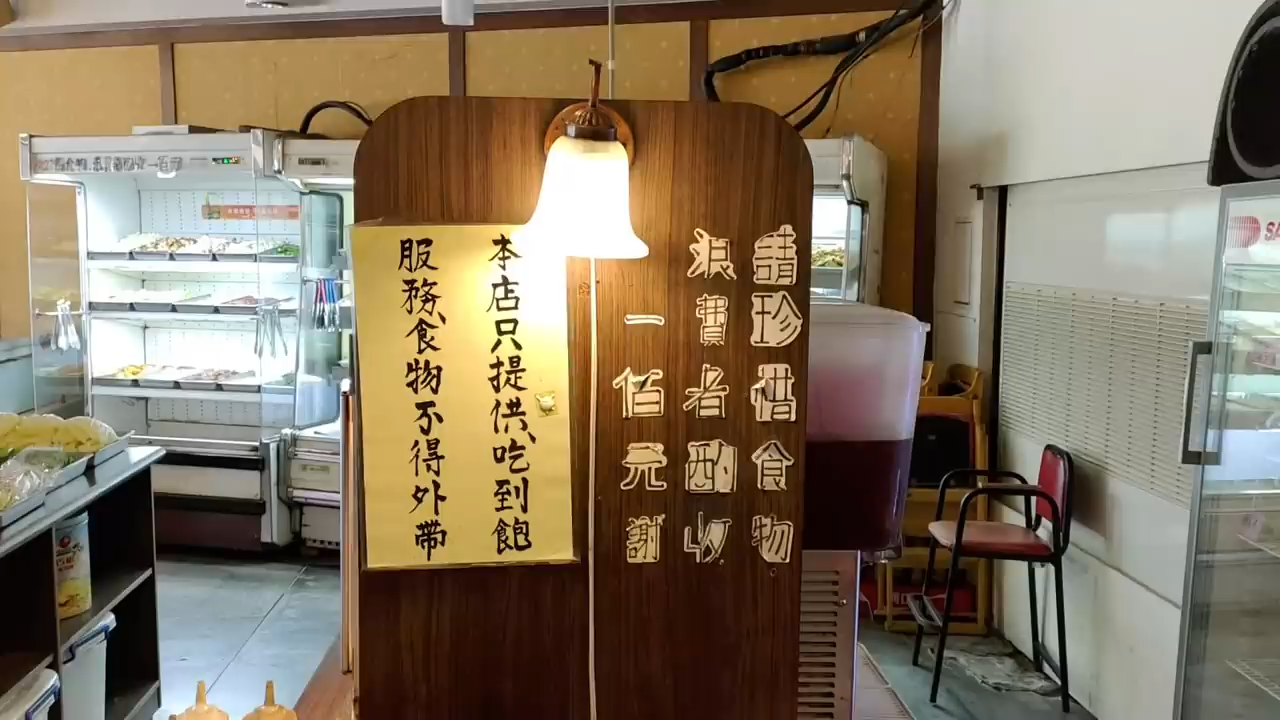 請珍惜食物
浪費者酌收
一佰元謝
本店只提供、吃到飽
服務、食物不得外帶